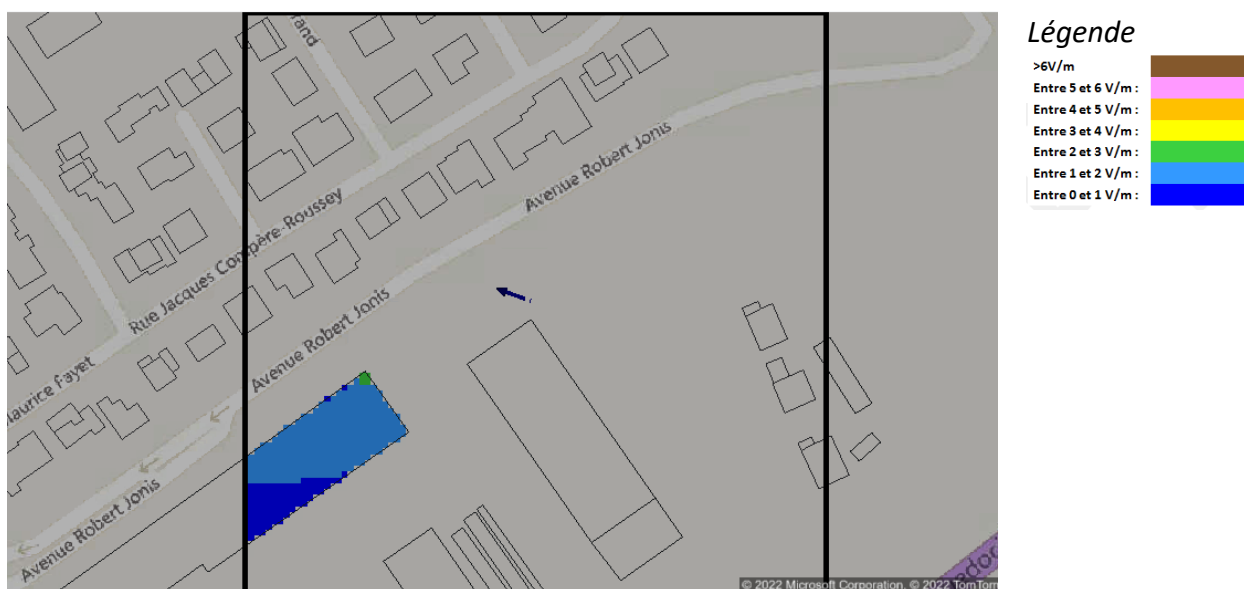 Légende
>6V/m
Entre 5 et 6 V/m :
Entre 4 et 5 V/m :
Entre 3 et 4 V/m :
Entre 2 et 3 V/m :
Entre 1 et 2 V/m :
Entre 0 et 1 V/m :
rand
Avenue Robert Jonis
Rue Jacques Compère-Roussey
Avenue Robert Jonis
Maurice Fayet
Avenue Robert Jonis
adoc
© 2022 Microsoft Corporation, © 2022 TomTom